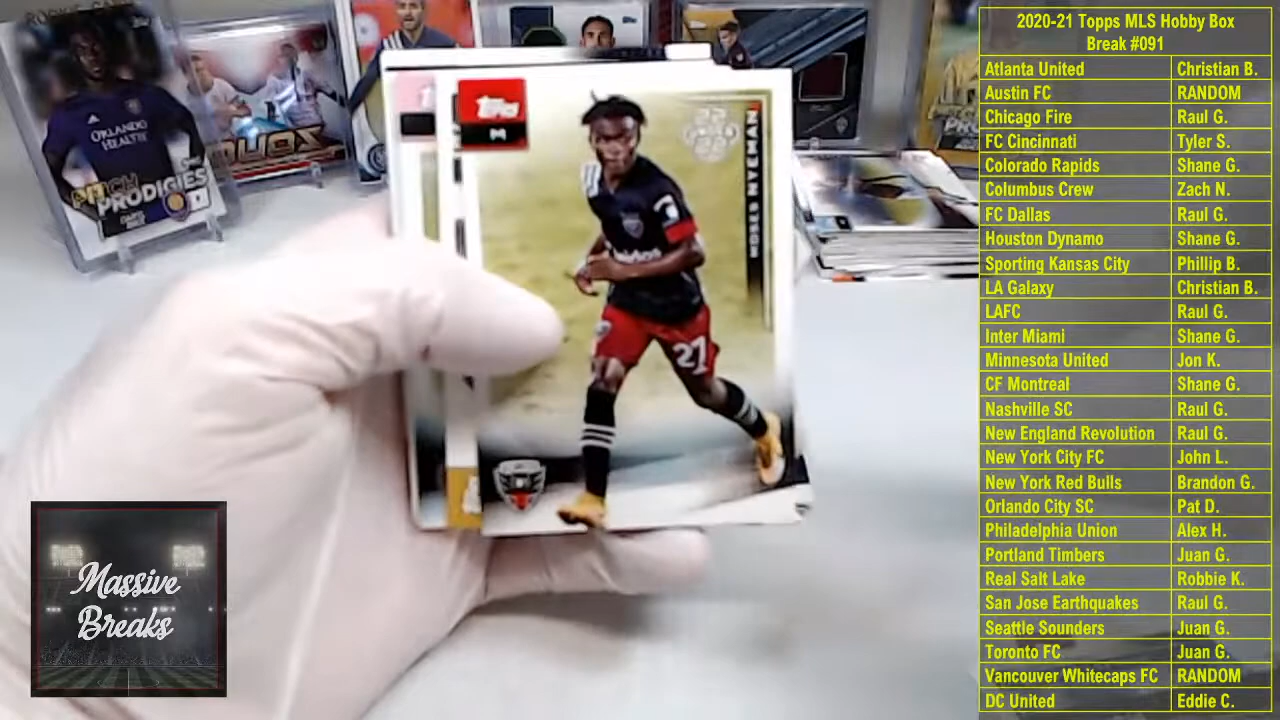 ROOKIE CARD
ORLANDO
HEALTH
PITCH
PRODIGIES
DUOS
Topps
M
MOSES NYEMAN
27
Massive
Breaks
2020-21 Topps MLS Hobby Box
Break #091
Atlanta United Christian B.
Austin FC RANDOM
Chicago Fire Raul G.
FC Cincinnati Tyler S.
Colorado Rapids Shane G.
Columbus Crew Zach N.
FC Dallas Raul G.
Houston Dynamo Shane G.
Sporting Kansas City Phillip B.
LA Galaxy Christian B.
LAFC Raul G.
Inter Miami Shane G.
Minnesota United Jon K.
CF Montreal Shane G.
Nashville SC Raul G.
New England Revolution Raul G.
New York City FC John L.
New York Red Bulls Brandon G.
Orlando City SC Pat D.
Philadelphia Union Alex H.
Portland Timbers Juan G.
Real Salt Lake Robbie K.
San Jose Earthquakes Raul G.
Seattle Sounders Juan G.
Toronto FC Juan G.
Vancouver Whitecaps FC RANDOM
DC United Eddie C.